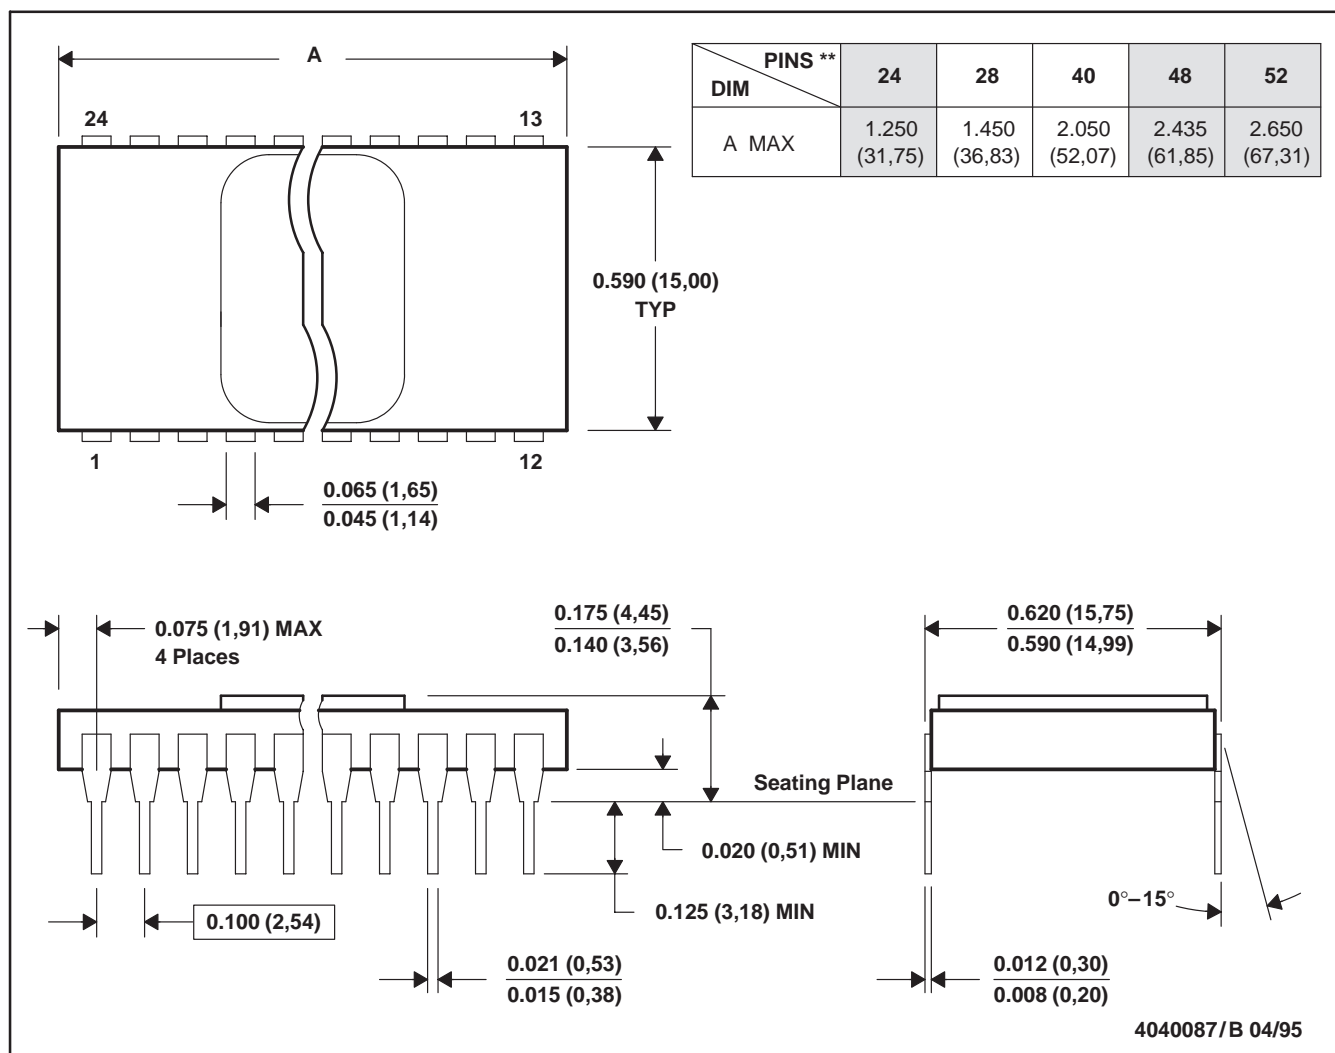 A
PINS ** 24 28 40 48 52
DIM
A MAX 1.250 1.450 2.050 2.435 2.650
(31,75) (36,83) (52,07) (61,85) (67,31)
24 13
0.590 (15,00)
TYP
1 12
0.065 (1,65)
0.045 (1,14)
0.075 (1,91) MAX
4 Places
0.175 (4,45)
0.140 (3,56)
0.620 (15,75)
0.590 (14,99)
Seating Plane
0.020 (0,51) MIN
0.125 (3,18) MIN
0°–15°
0.100 (2,54)
0.021 (0,53)
0.015 (0,38)
0.012 (0,30)
0.008 (0,20)
4040087/B 04/95